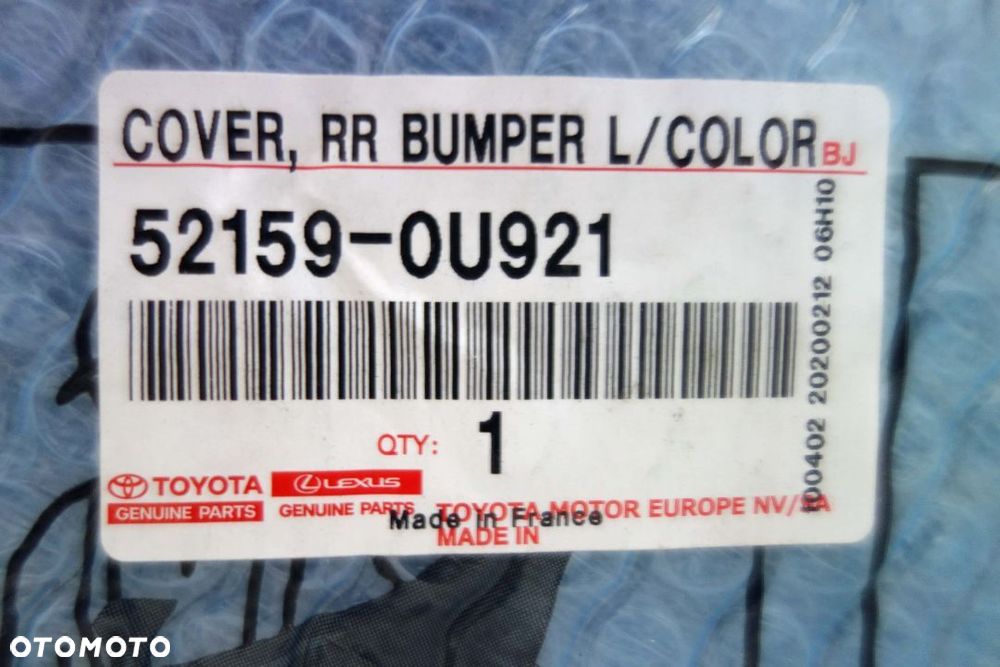 COVER, RR BUMPER L/COLOR BJ
52159-0U921
100402 20200212 06H10
QTY: 1
TOYOTA
GENUINE PARTS
LEXUS
GENUINE PARTS
TOYOTA MOTOR EUROPE NV/SA
Made in France
MADE IN
OTOMOTO